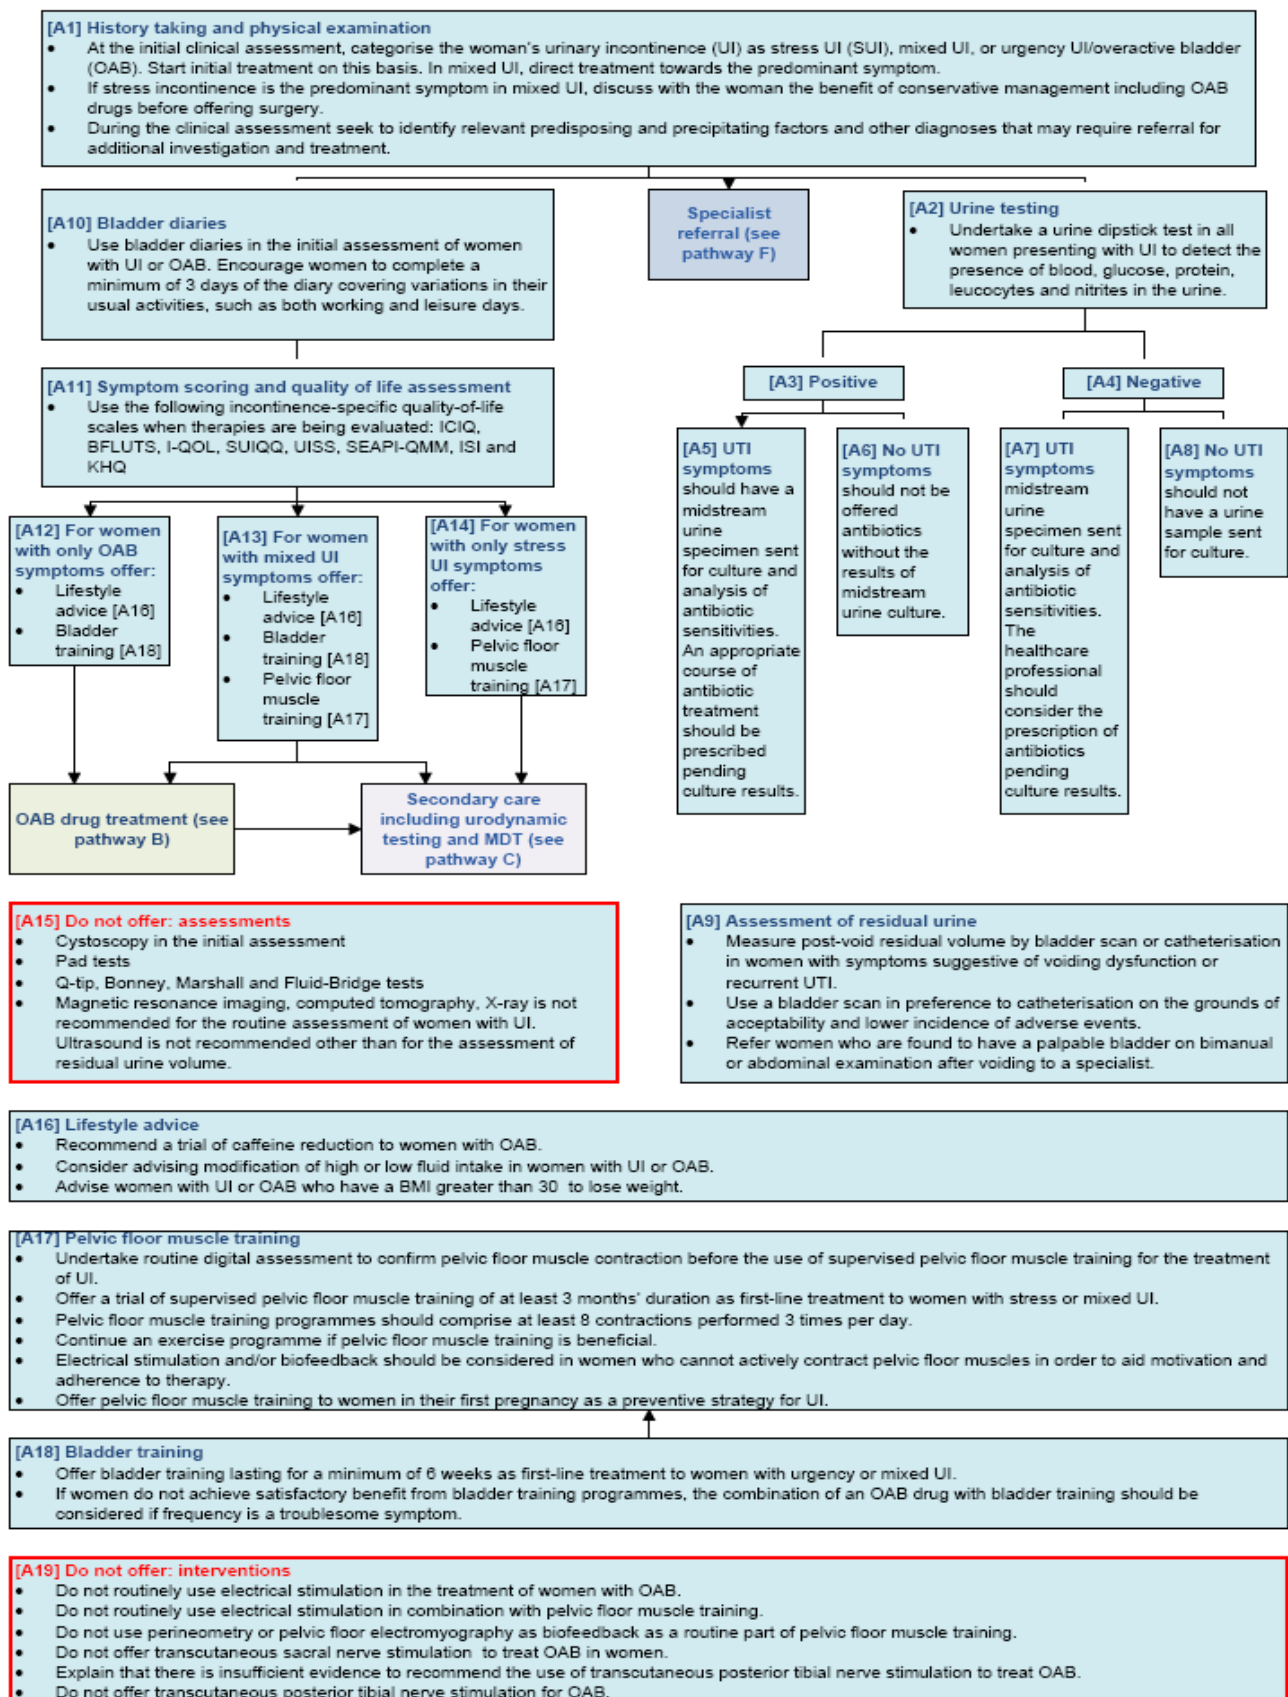 [A1] History taking and physical examination
• At the initial clinical assessment, categorise the woman's urinary incontinence (UI) as stress UI (SUI), mixed UI, or urgency UI/overactive bladder
(OAB). Start initial treatment on this basis. In mixed UI, direct treatment towards the predominant symptom.
• If stress incontinence is the predominant symptom in mixed UI, discuss with the woman the benefit of conservative management including OAB
drugs before offering surgery.
• During the clinical assessment seek to identify relevant predisposing and precipitating factors and other diagnoses that may require referral for
additional investigation and treatment.
[A10] Bladder diaries
• Use bladder diaries in the initial assessment of women
with UI or OAB. Encourage women to complete a
minimum of 3 days of the diary covering variations in their
usual activities, such as both working and leisure days.
Specialist
referral (see
pathway F)
[A2] Urine testing
• Undertake a urine dipstick test in all
women presenting with UI to detect the
presence of blood, glucose, protein,
leucocytes and nitrites in the urine.
[A11] Symptom scoring and quality of life assessment
• Use the following incontinence-specific quality-of-life
scales when therapies are being evaluated: ICIQ,
BFLUTS, I-QOL, SUIQQ, UISS, SEAPI-QMM, ISI and
KHQ
[A3] Positive
[A4] Negative
[A5] UTI
symptoms
should have a
midstream
urine
specimen sent
for culture and
analysis of
antibiotic
sensitivities.
An appropriate
course of
antibiotic
treatment
should be
prescribed
pending
culture results.
[A6] No UTI
symptoms
should not be
offered
antibiotics
without the
results of
midstream
urine culture.
[A7] UTI
symptoms
midstream
urine
specimen sent
for culture and
analysis of
antibiotic
sensitivities.
The
healthcare
professional
should
consider the
prescription of
antibiotics
pending
culture results.
[A8] No UTI
symptoms
should not
have a urine
sample sent
for culture.
[A12] For women
with only OAB
symptoms offer:
• Lifestyle
advice [A16]
• Bladder
training [A18]
[A13] For women
with mixed UI
symptoms offer:
• Lifestyle
advice [A16]
• Bladder
training [A18]
• Pelvic floor
muscle
training [A17]
[A14] For women
with only stress
UI symptoms
offer:
• Lifestyle
advice [A16]
• Pelvic floor
muscle
training [A17]
OAB drug treatment (see
pathway B)
Secondary care
including urodynamic
testing and MDT (see
pathway C)
[A15] Do not offer: assessments
• Cystoscopy in the initial assessment
• Pad tests
• Q-tip, Bonney, Marshall and Fluid-Bridge tests
• Magnetic resonance imaging, computed tomography, X-ray is not
recommended for the routine assessment of women with UI.
Ultrasound is not recommended other than for the assessment of
residual urine volume.
[A9] Assessment of residual urine
• Measure post-void residual volume by bladder scan or catheterisation
in women with symptoms suggestive of voiding dysfunction or
recurrent UTI.
• Use a bladder scan in preference to catheterisation on the grounds of
acceptability and lower incidence of adverse events.
• Refer women who are found to have a palpable bladder on bimanual
or abdominal examination after voiding to a specialist.
[A16] Lifestyle advice
• Recommend a trial of caffeine reduction to women with OAB.
• Consider advising modification of high or low fluid intake in women with UI or OAB.
• Advise women with UI or OAB who have a BMI greater than 30 to lose weight.
[A17] Pelvic floor muscle training
• Undertake routine digital assessment to confirm pelvic floor muscle contraction before the use of supervised pelvic floor muscle training for the treatment
of UI.
• Offer a trial of supervised pelvic floor muscle training of at least 3 months' duration as first-line treatment to women with stress or mixed UI.
• Pelvic floor muscle training programmes should comprise at least 8 contractions performed 3 times per day.
• Continue an exercise programme if pelvic floor muscle training is beneficial.
• Electrical stimulation and/or biofeedback should be considered in women who cannot actively contract pelvic floor muscles in order to aid motivation and
adherence to therapy.
• Offer pelvic floor muscle training to women in their first pregnancy as a preventive strategy for UI.
[A18] Bladder training
• Offer bladder training lasting for a minimum of 6 weeks as first-line treatment to women with urgency or mixed UI.
• If women do not achieve satisfactory benefit from bladder training programmes, the combination of an OAB drug with bladder training should be
considered if frequency is a troublesome symptom.
[A19] Do not offer: interventions
• Do not routinely use electrical stimulation in the treatment of women with OAB.
• Do not routinely use electrical stimulation in combination with pelvic floor muscle training.
• Do not use perineometry or pelvic floor electromyography as biofeedback as a routine part of pelvic floor muscle training.
• Do not offer transcutaneous sacral nerve stimulation to treat OAB in women.
• Explain that there is insufficient evidence to recommend the use of transcutaneous posterior tibial nerve stimulation to treat OAB.
• Do not offer transcutaneous posterior tibial nerve stimulation for OAB.